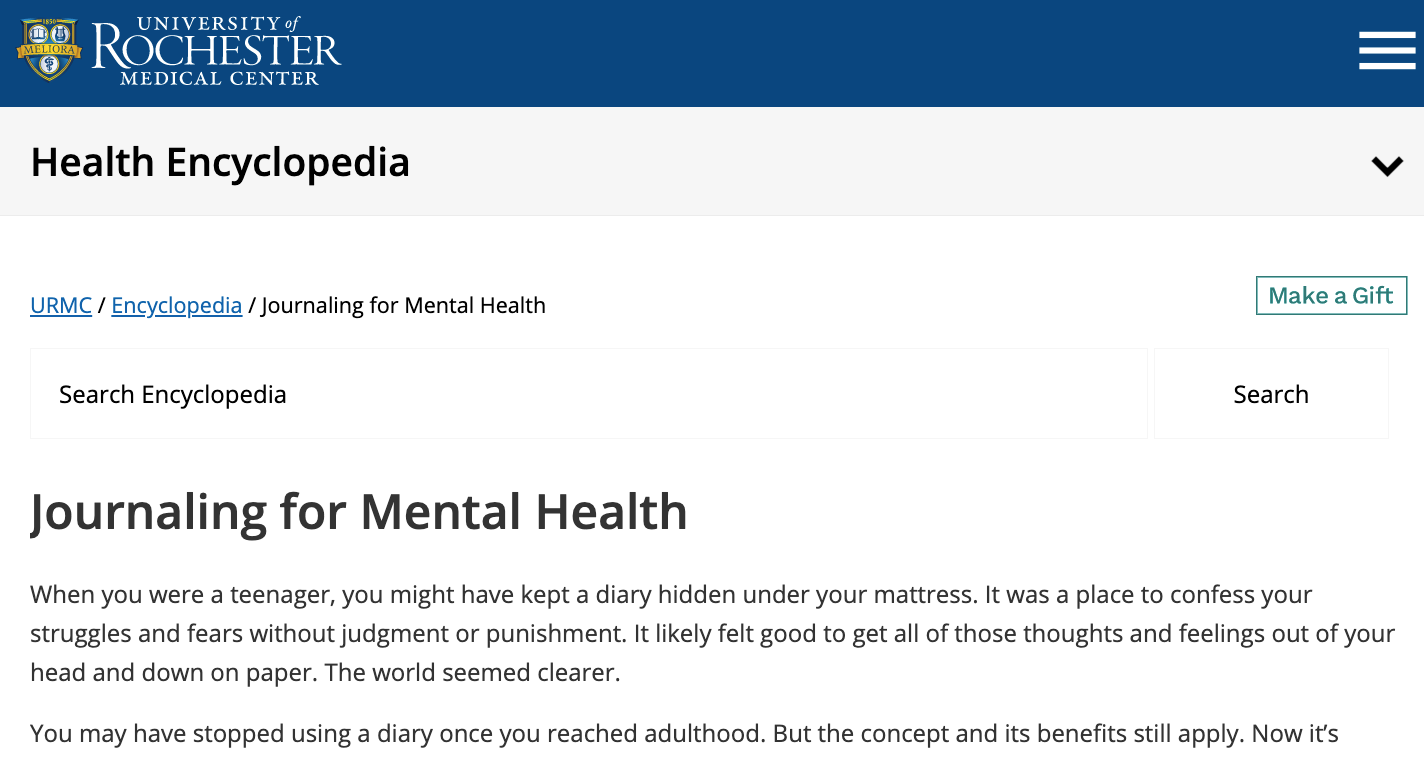 1850
MELIORA
UNIVERSITY of
ROCHESTER
MEDICAL CENTER
Health Encyclopedia
Make a Gift
URMC / Encyclopedia / Journaling for Mental Health
Search Encyclopedia
Search
Journaling for Mental Health
When you were a teenager, you might have kept a diary hidden under your mattress. It was a place to confess your
struggles and fears without judgment or punishment. It likely felt good to get all of those thoughts and feelings out of your
head and down on paper. The world seemed clearer.
You may have stopped using a diary once you reached adulthood. But the concept and its benefits still apply. Now it’s